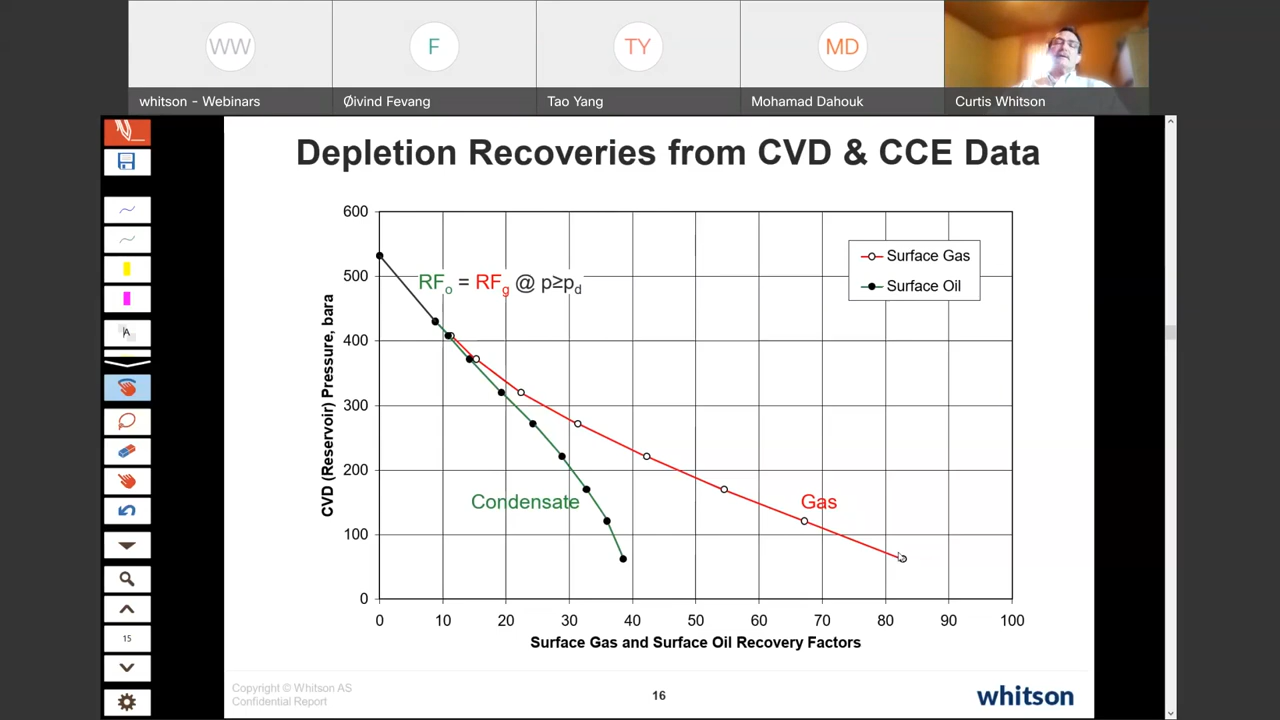 WW
F
TY
MD
whitson - Webinars
Øivind Fevang
Tao Yang
Mohamad Dahouk
Curtis Whitson
Depletion Recoveries from CVD & CCE Data
600
500
400
300
200
100
0
CVD (Reservoir) Pressure, bara
RFo = RFg @ p≥pd
Surface Gas
Surface Oil
Condensate
Gas
0 10 20 30 40 50 60 70 80 90 100
Surface Gas and Surface Oil Recovery Factors
A
15
Copyright © Whitson AS
Confidential Report
16
whitson